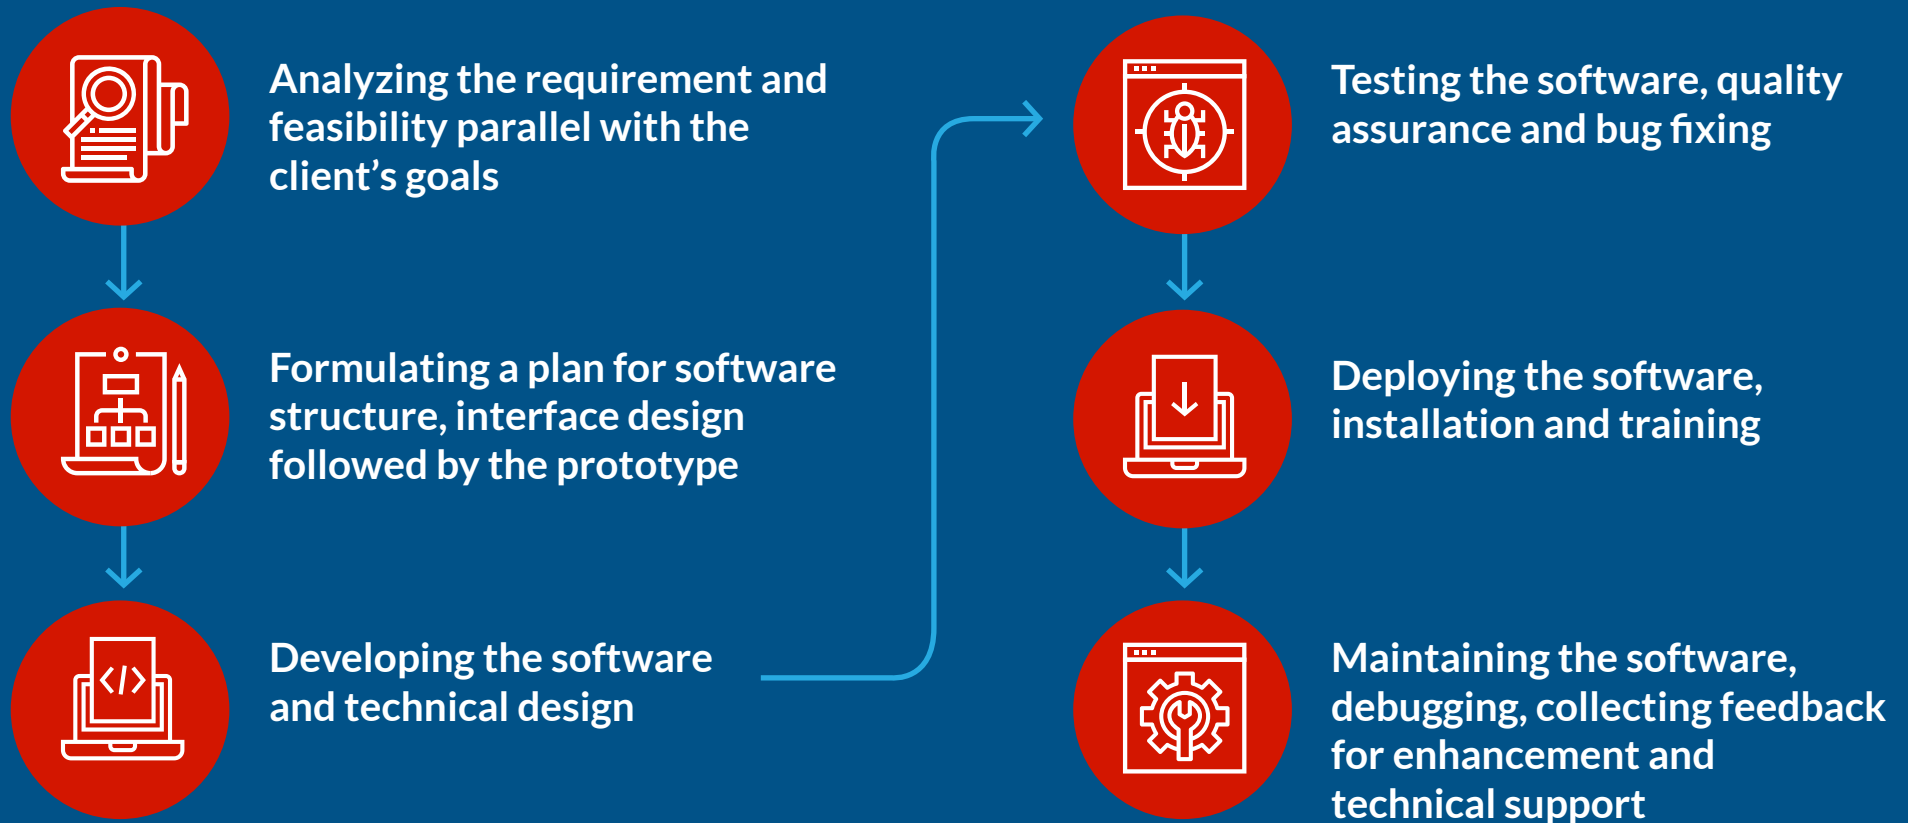 Analyzing the requirement and
feasibility parallel with the
client’s goals
Formulating a plan for software
structure, interface design
followed by the prototype
Developing the software
and technical design
Testing the software, quality
assurance and bug fixing
Deploying the software,
installation and training
Maintaining the software,
debugging, collecting feedback
for enhancement and
technical support